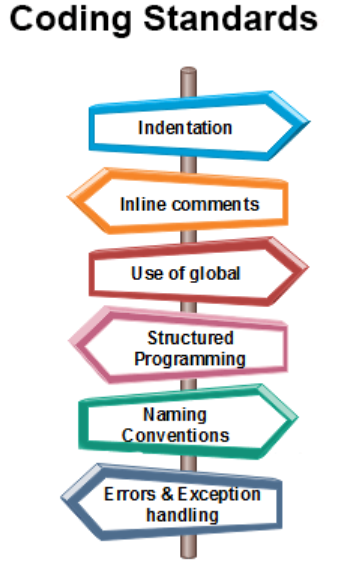 Coding Standards
Indentation
Inline comments
Use of global
Structured
Programming
Naming
Conventions
Errors & Exception
handling